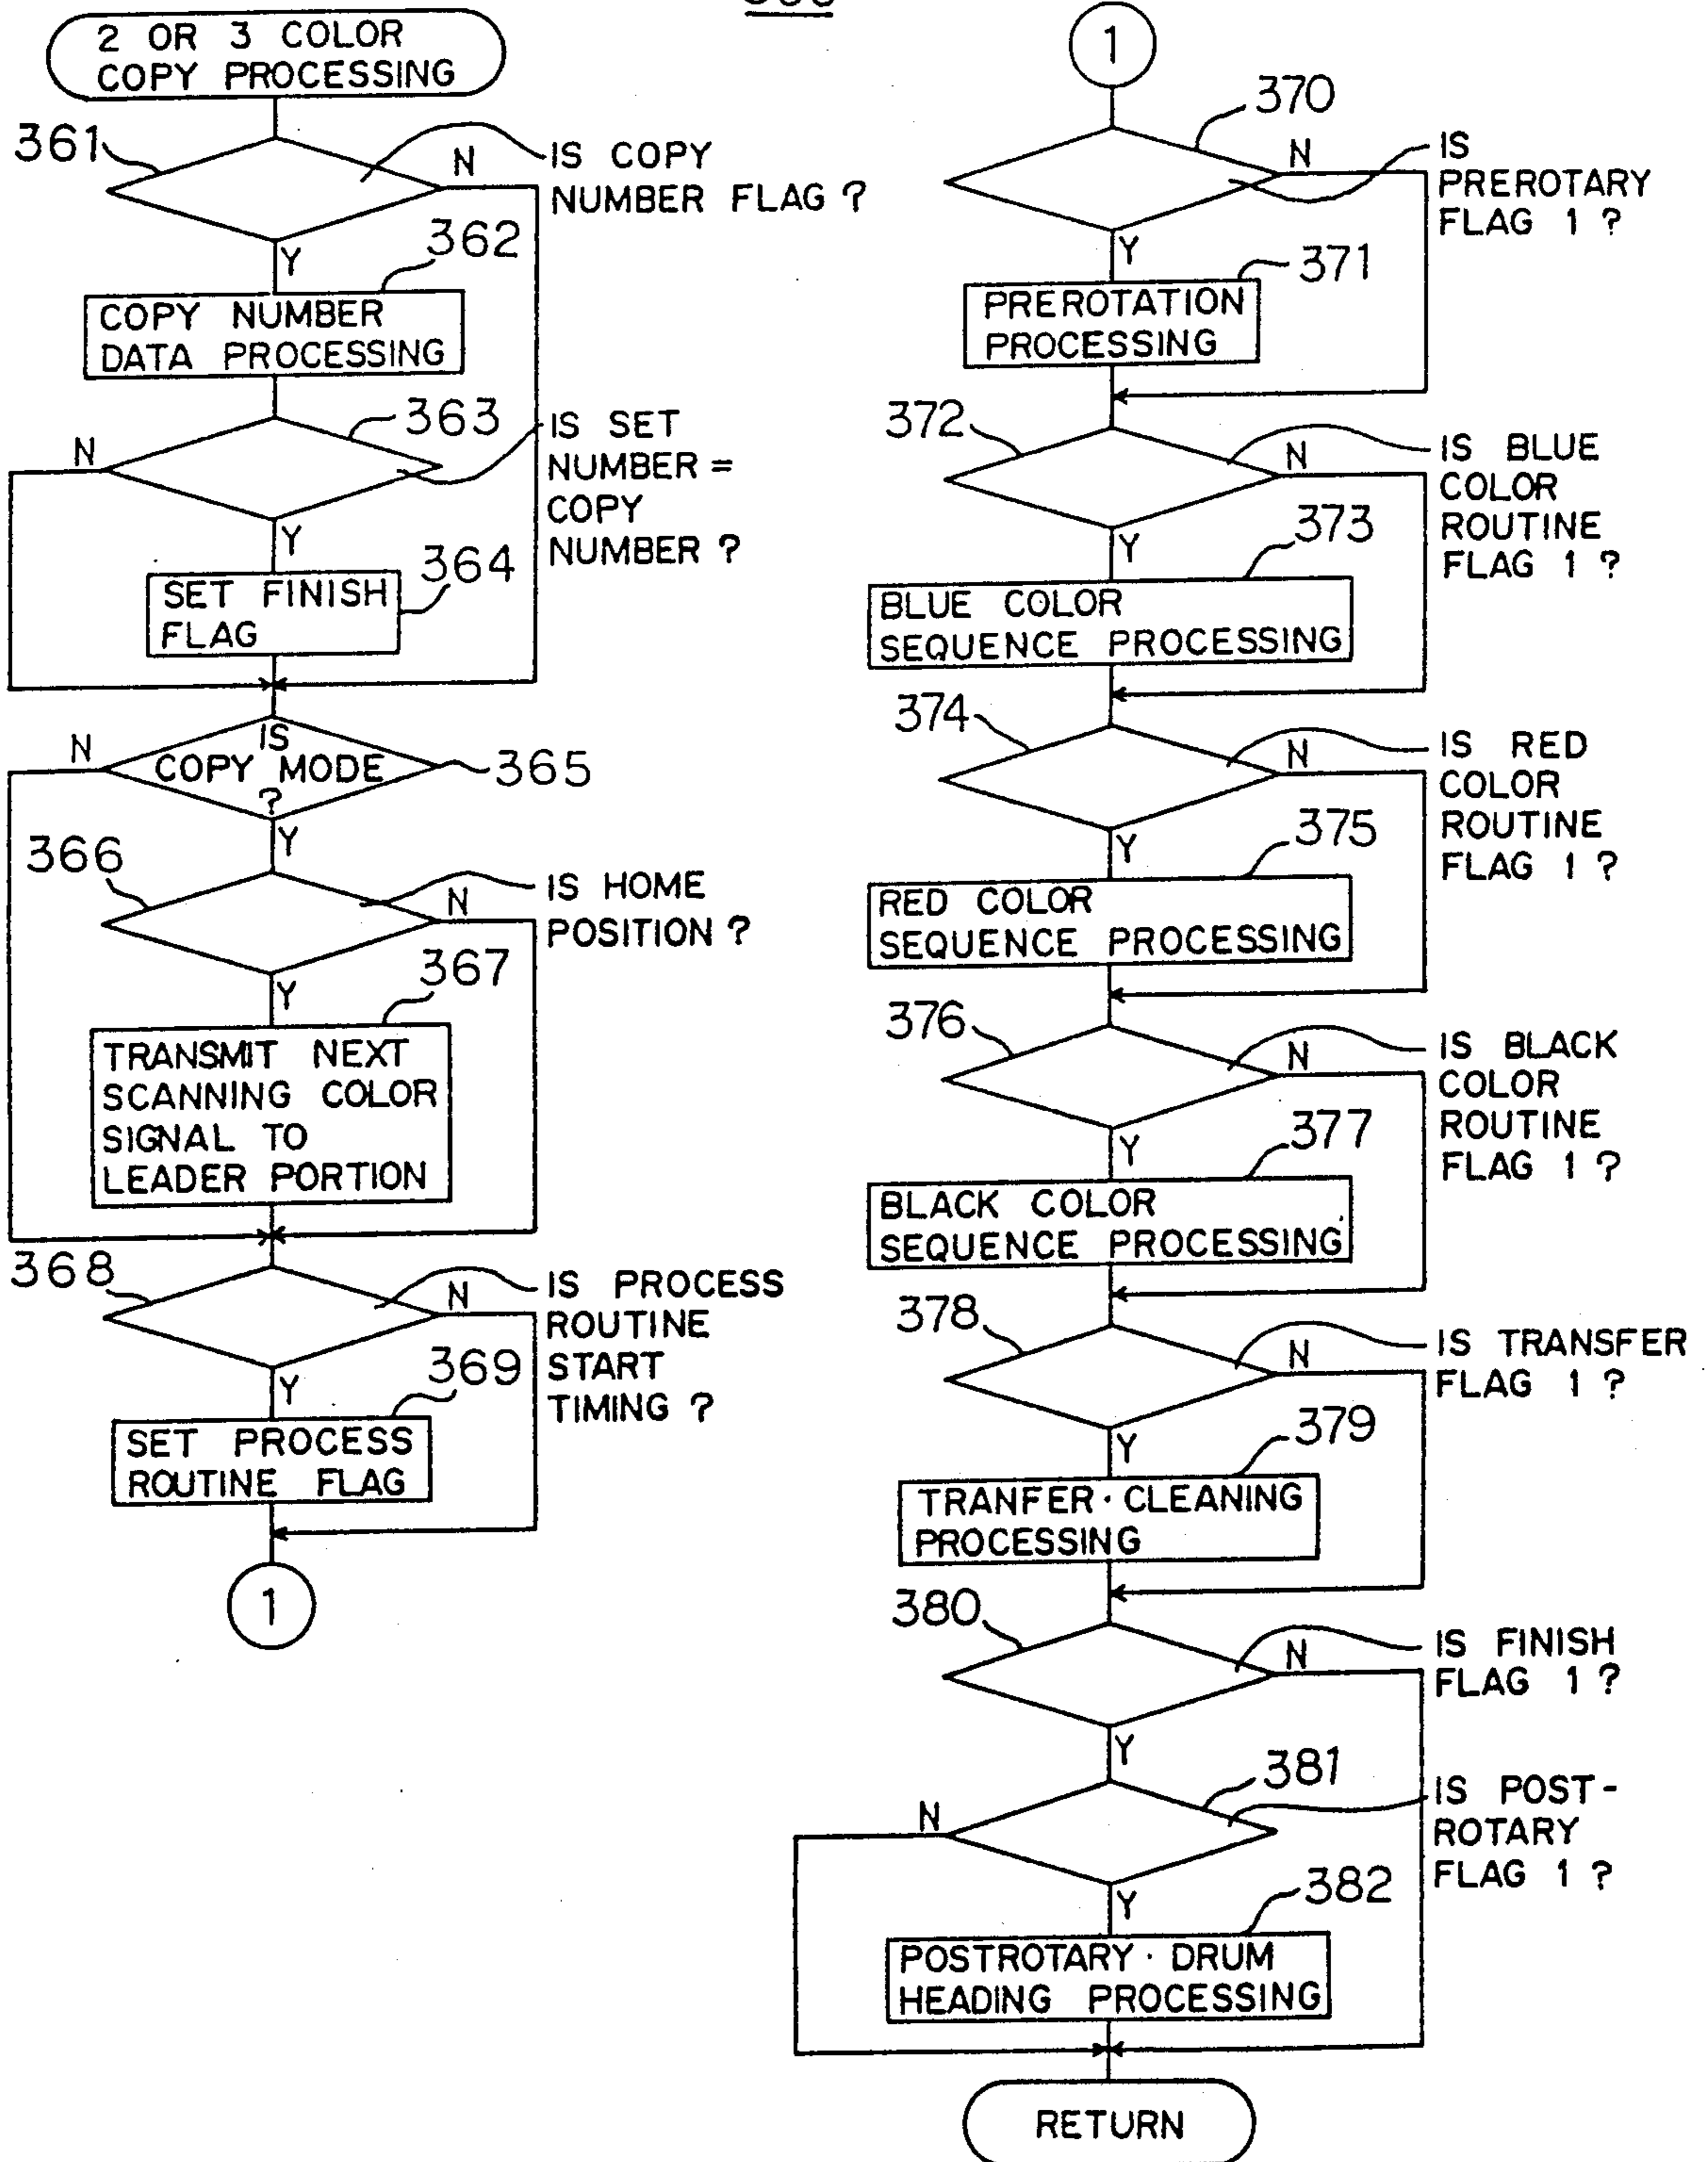 2 OR 3 COLOR
COPY PROCESSING
361
IS COPY
NUMBER FLAG ?
N
Y
362
COPY NUMBER
DATA PROCESSING
363
IS SET
NUMBER =
COPY
NUMBER ?
N
Y
364
SET FINISH
FLAG
IS
COPY MODE
?
365
N
Y
366
IS HOME
POSITION ?
N
Y
367
TRANSMIT NEXT
SCANNING COLOR
SIGNAL TO
LEADER PORTION
368
IS PROCESS
ROUTINE
START
TIMING ?
N
Y
369
SET PROCESS
ROUTINE FLAG
1
1
370
IS
PREROTARY
FLAG 1 ?
N
Y
371
PREROTATION
PROCESSING
372
IS BLUE
COLOR
ROUTINE
FLAG 1 ?
N
Y
373
BLUE COLOR
SEQUENCE PROCESSING
374
IS RED
COLOR
ROUTINE
FLAG 1 ?
N
Y
375
RED COLOR
SEQUENCE PROCESSING
376
IS BLACK
COLOR
ROUTINE
FLAG 1 ?
N
Y
377
BLACK COLOR
SEQUENCE PROCESSING
378
IS TRANSFER
FLAG 1 ?
N
Y
379
TRANFER · CLEANING
PROCESSING
380
IS FINISH
FLAG 1 ?
N
Y
381
IS POST-
ROTARY
FLAG 1 ?
N
Y
382
POSTROTARY · DRUM
HEADING PROCESSING
RETURN